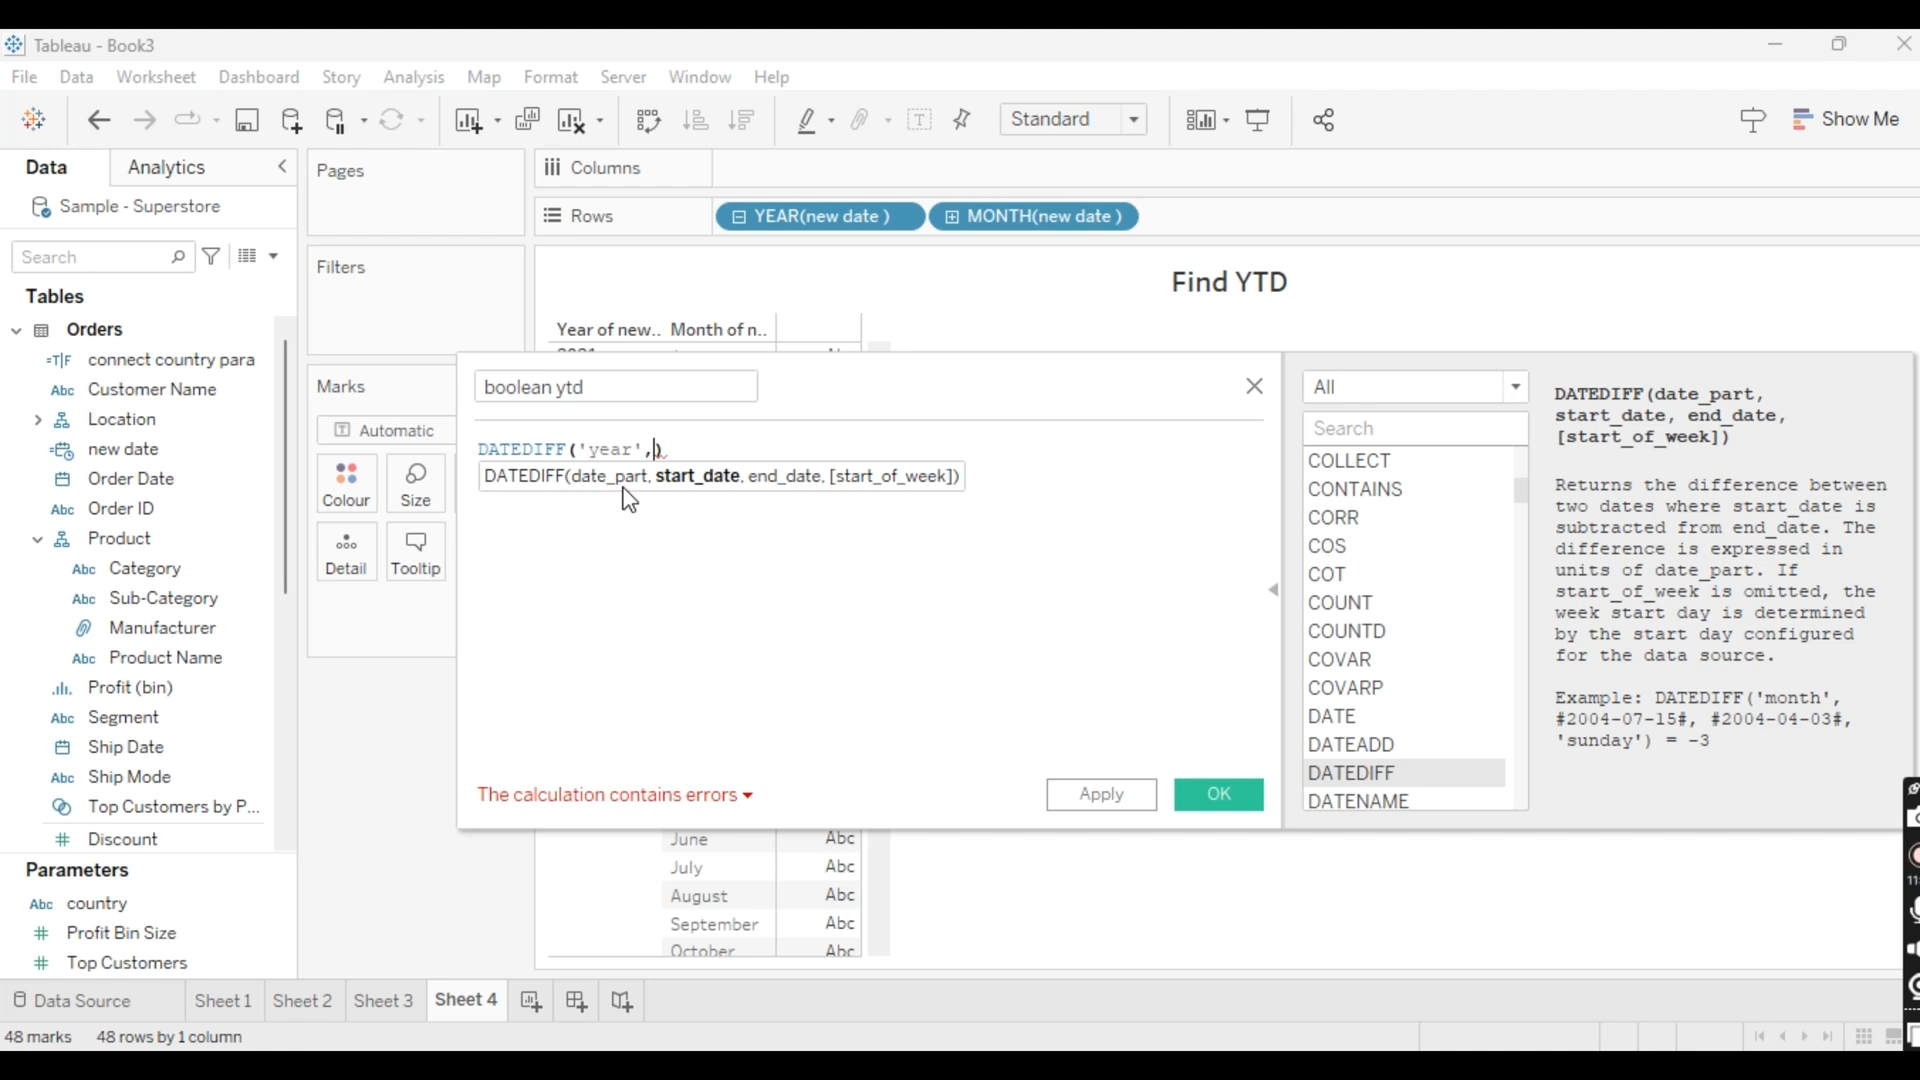 Tableau - Book3
File Data Worksheet Dashboard Story Analysis Map Format Server Window Help
Standard
Show Me
Data Analytics
Sample - Superstore
Search
Tables
Orders
=T|F connect country para
Abc Customer Name
Location
new date
Order Date
Abc Order ID
Product
Abc Category
Abc Sub-Category
Manufacturer
Abc Product Name
Profit (bin)
Abc Segment
Ship Date
Abc Ship Mode
Top Customers by P...
# Discount
Parameters
Abc country
# Profit Bin Size
# Top Customers
Pages
Filters
Marks
Automatic
Colour
Size
Detail
Tooltip
Columns
Rows
YEAR(new date )
MONTH(new date )
Find YTD
Year of new.. Month of n..
boolean ytd
DATEDIFF('year',)
DATEDIFF(date_part, start_date, end_date, [start_of_week])
The calculation contains errors
Apply
OK
All
Search
COLLECT
CONTAINS
CORR
COS
COT
COUNT
COUNTD
COVAR
COVARP
DATE
DATEADD
DATEDIFF
DATENAME
DATEDIFF(date_part,
start_date, end_date,
[start_of_week])
Returns the difference between
two dates where start_date is
subtracted from end_date. The
difference is expressed in
units of date_part. If
start_of_week is omitted, the
week start day is determined
by the start day configured
for the data source.
Example: DATEDIFF('month',
#2004-07-15#, #2004-04-03#,
'sunday') = -3
June Abc
July Abc
August Abc
September Abc
October Abc
Data Source Sheet 1 Sheet 2 Sheet 3 Sheet 4
48 marks 48 rows by 1 column